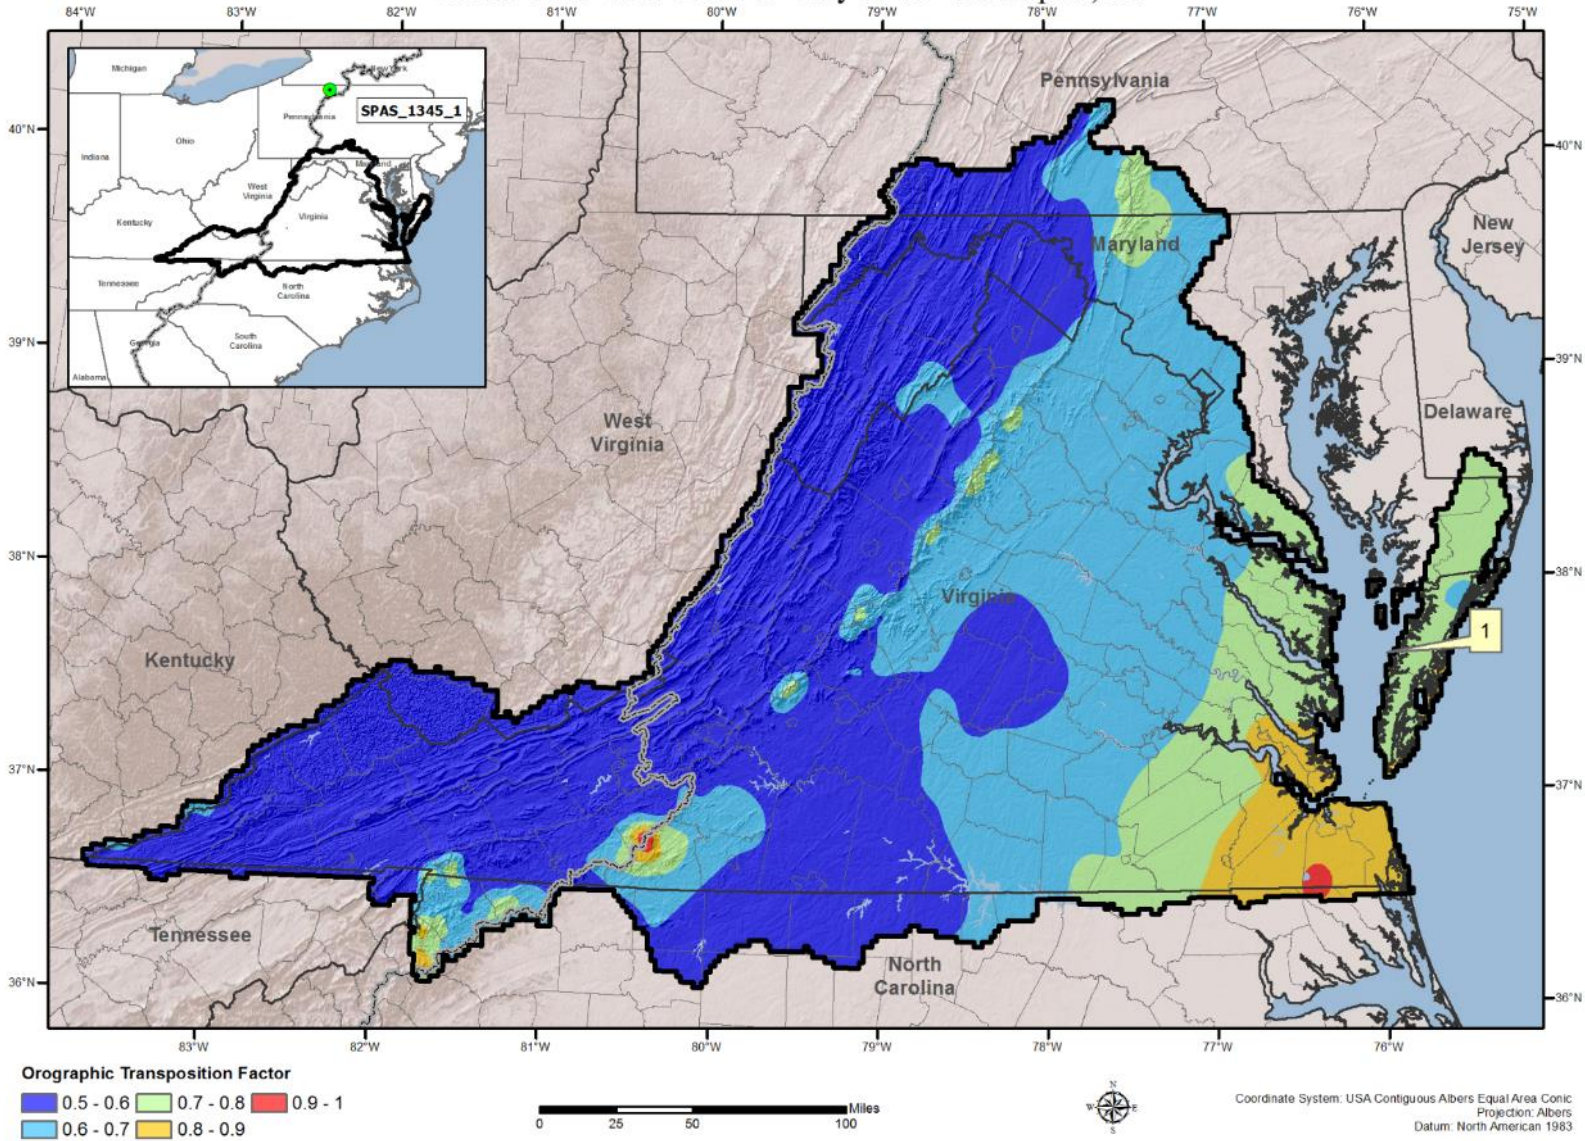 84°W 83°W 82°W 81°W 80°W 79°W 78°W 77°W 76°W 75°W
Michigan
New York
SPAS_1345_1
Pennsylvania
Ohio
Indiana
Maryland
West
Virginia
Virginia
Kentucky
Tennessee
North
Carolina
South
Carolina
Georgia
Alabama
Pennsylvania
40°N
40°N
New
Jersey
Maryland
39°N
39°N
Delaware
West
Virginia
38°N
38°N
Virginia
1
Kentucky
37°N
37°N
Tennessee
North
Carolina
36°N
36°N
83°W 82°W 81°W 80°W 79°W 78°W 77°W 76°W
Orographic Transposition Factor
0.5 - 0.6 0.7 - 0.8 0.9 - 1
0.6 - 0.7 0.8 - 0.9
Miles
0 25 50 100
N
W E
S
Coordinate System: USA Contiguous Albers Equal Area Conic
Projection: Albers
Datum: North American 1983